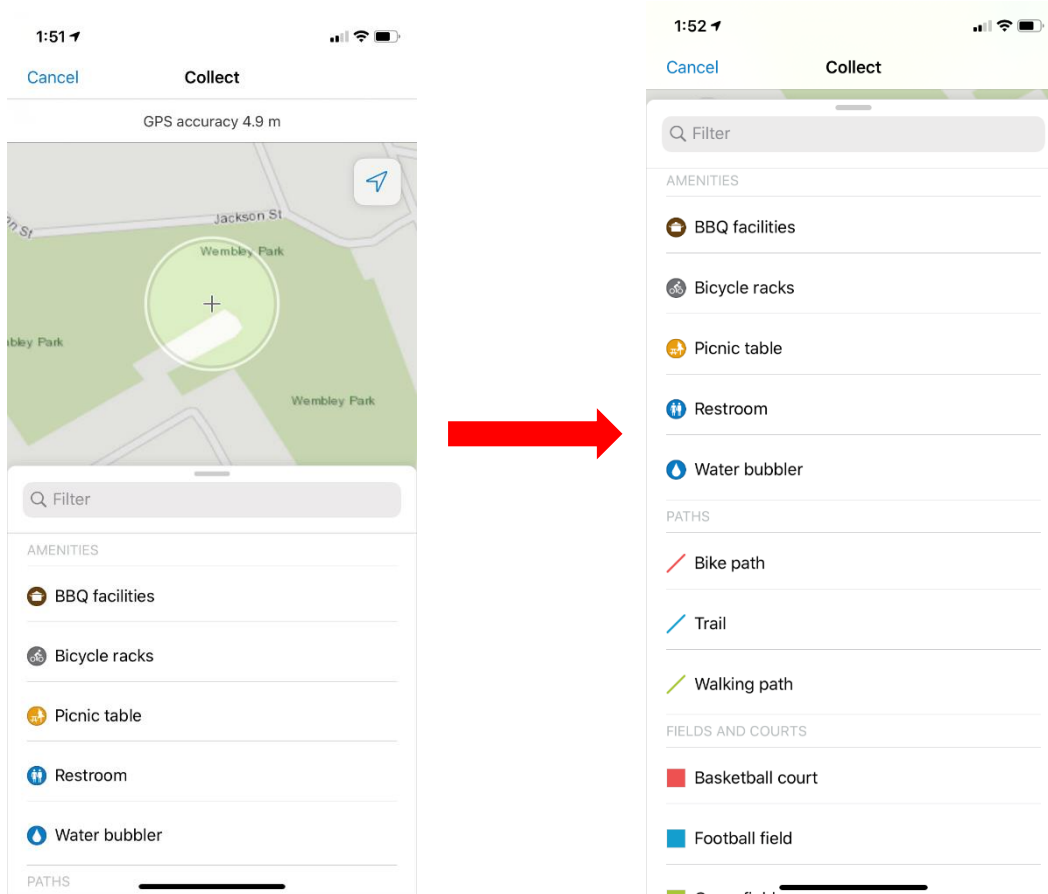 1:51
Cancel
Collect
GPS accuracy 4.9 m
Jackson St
Wembley Park
Wembley Park
Filter
AMENITIES
BBQ facilities
Bicycle racks
Picnic table
Restroom
Water bubbler
PATHS
1:52
Cancel
Collect
Filter
AMENITIES
BBQ facilities
Bicycle racks
Picnic table
Restroom
Water bubbler
PATHS
Bike path
Trail
Walking path
FIELDS AND COURTS
Basketball court
Football field